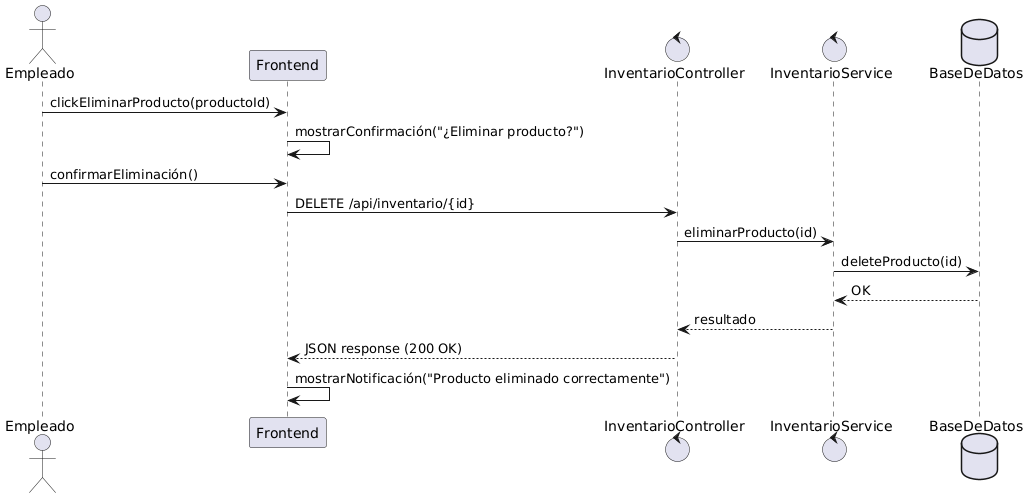 Empleado
Frontend
InventarioController
InventarioService
BaseDeDatos
clickEliminarProducto(productoId)
mostrarConfirmación("¿Eliminar producto?")
confirmarEliminación()
DELETE /api/inventario/{id}
eliminarProducto(id)
deleteProducto(id)
OK
resultado
JSON response (200 OK)
mostrarNotificación("Producto eliminado correctamente")
Empleado
Frontend
InventarioController
InventarioService
BaseDeDatos